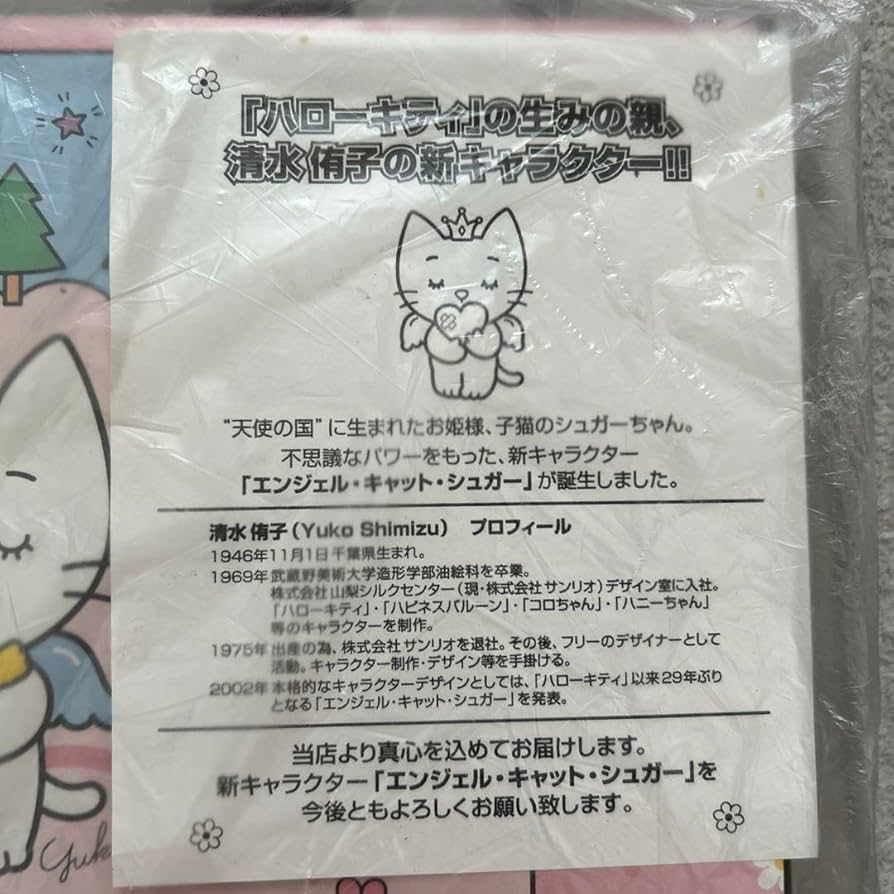 「ハローキティ」の生みの親、
清水 侑子の新キャラクター!!
“天使の国”に生まれたお姫様、子猫のシュガーちゃん。
不思議なパワーをもった、新キャラクター
「エンジェル・キャット・シュガー」が誕生しました。
清水 侑子（Yuko Shimizu）　プロフィール
1946年11月1日千葉県生まれ。
1969年 武蔵野美術大学造形学部油絵科を卒業。
株式会社山梨シルクセンター（現・株式会社サンリオ）デザイン室に入社。
「ハローキティ」・「ハピネスバルーン」・「コロちゃん」・「ハニーちゃん」
等のキャラクターを制作。
1975年 出産の為、株式会社サンリオを退社。その後、フリーのデザイナーとして
活動。キャラクター制作・デザイン等を手掛ける。
2002年 本格的なキャラクターデザインとしては、「ハローキティ」以来29年ぶり
となる「エンジェル・キャット・シュガー」を発表。
当店より真心を込めてお届けします。
新キャラクター「エンジェル・キャット・シュガー」を
今後ともよろしくお願い致します。
Yuk